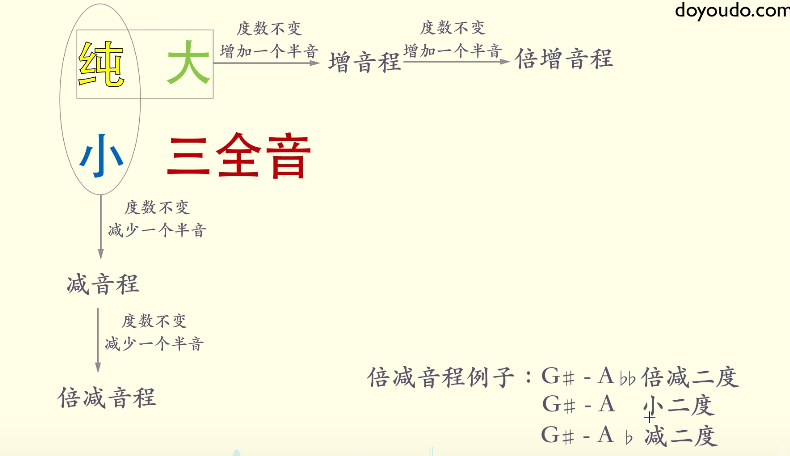 doyoudo.com
纯 大
度数不变
增加一个半音
增音程
度数不变
增加一个半音
倍增音程
小 三全音
度数不变
减少一个半音
减音程
度数不变
减少一个半音
倍减音程
倍减音程例子：G♯ - A♭♭倍减二度
G♯ - A 小二度
G♯ - A♭ 减二度